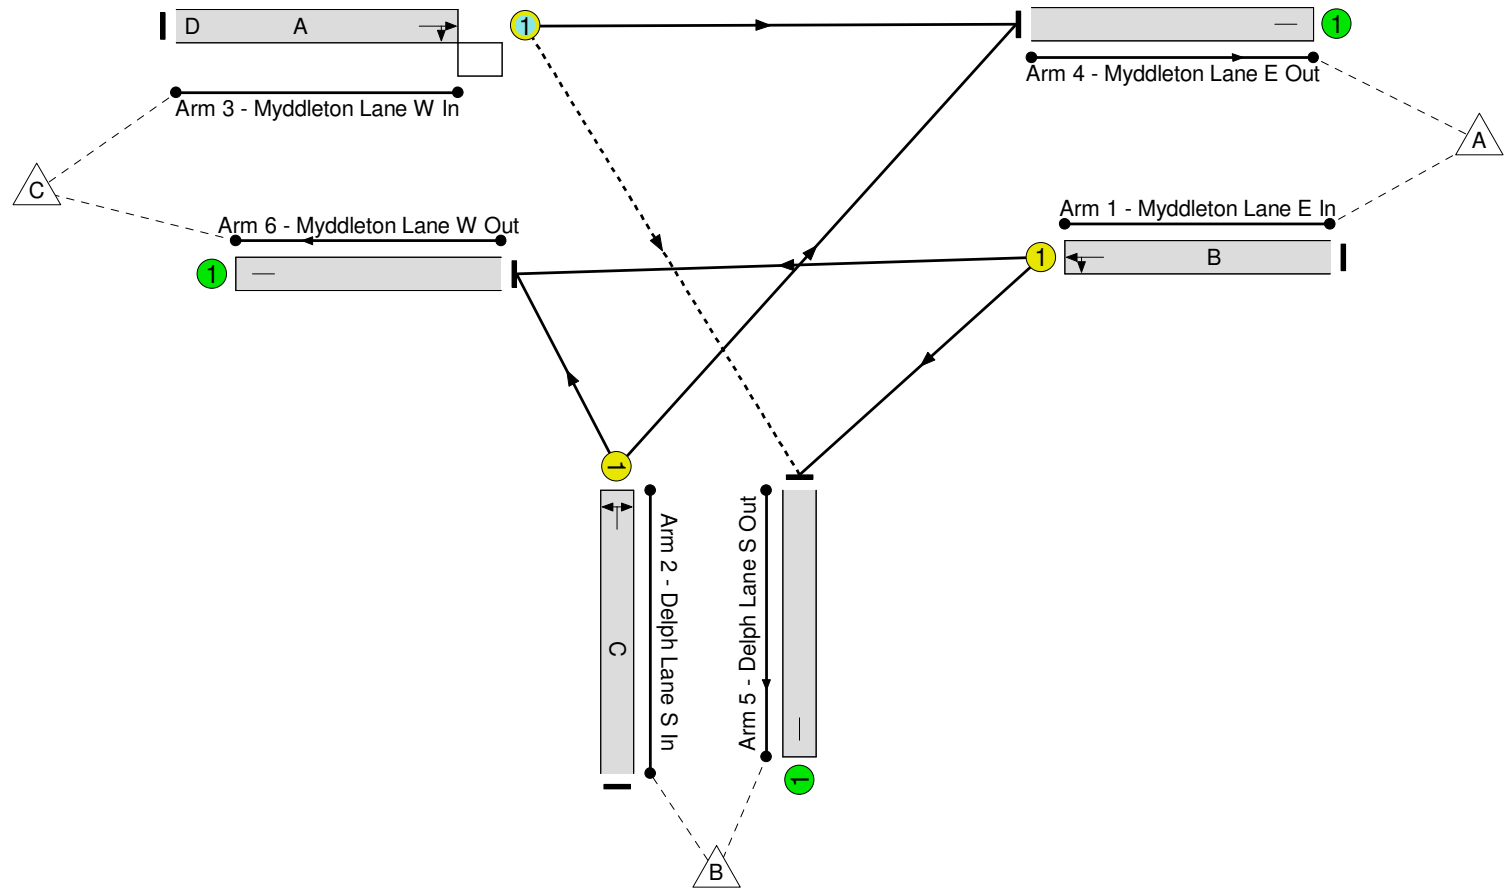 D A 1 1
Arm 4 - Myddleton Lane E Out
Arm 3 - Myddleton Lane W In
A
C
Arm 1 - Myddleton Lane E In
Arm 6 - Myddleton Lane W Out
1 1 B
1
Arm 2 - Delph Lane S In
Arm 5 - Delph Lane S Out
C
1
B